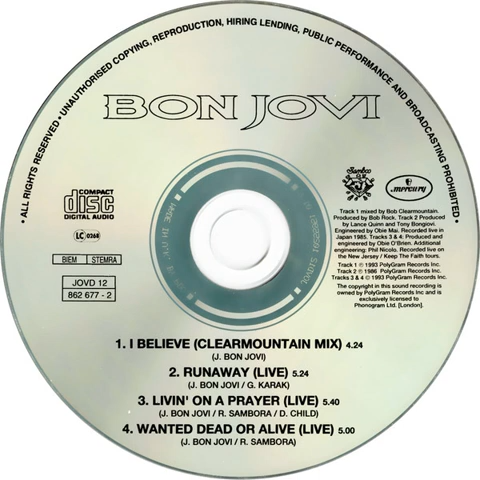 • ALL RIGHTS RESERVED • UNAUTHORISED COPYING, REPRODUCTION, HIRING LENDING, PUBLIC PERFORMANCE AND BROADCASTING PROHIBITED •
BON JOVI
COMPACT
disc
DIGITAL AUDIO
LC 0268
BIEM STEMRA
JOVD 12
862 677 - 2
Jambco
mercury
Track 1 mixed by Bob Clearmountain.
Produced by Bob Rock. Track 2 Produced
by Lance Quinn and Tony Bongiovi.
Engineered by Obie Mai. Recorded live in
Japan 1985. Tracks 3 & 4: Produced and
engineered by Obie O'Brien. Additional
engineering: Phil Nicolo. Recorded live on
the New Jersey / Keep The Faith tours.
Track 1 ℗ 1993 PolyGram Records Inc.
Track 2 ℗ 1986 PolyGram Records Inc.
Tracks 3 & 4 ℗ 1993 PolyGram Records Inc.
The copyright in this sound recording is
owned by PolyGram Records Inc and is
exclusively licensed to
Phonogram Ltd. [London].
MADE IN U.K. BY
1. I BELIEVE (CLEARMOUNTAIN MIX) 4.24
(J. BON JOVI)
2. RUNAWAY (LIVE) 5.24
(J. BON JOVI / G. KARAK)
3. LIVIN' ON A PRAYER (LIVE) 5.40
(J. BON JOVI / R. SAMBORA / D. CHILD)
4. WANTED DEAD OR ALIVE (LIVE) 5.00
(J. BON JOVI / R. SAMBORA)